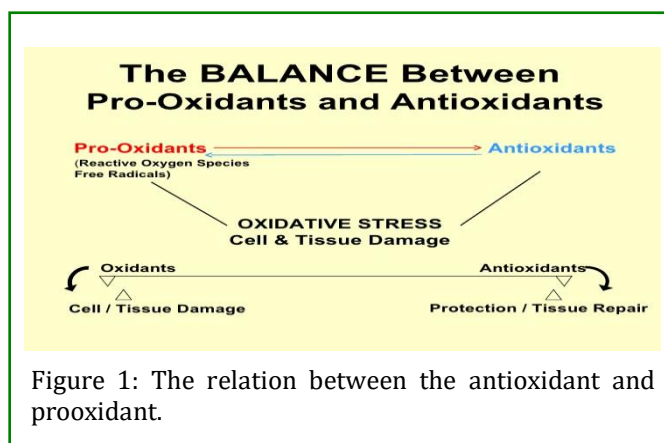 The BALANCE Between
Pro-Oxidants and Antioxidants
Pro-Oxidants Antioxidants
(Reactive Oxygen Species
Free Radicals)
OXIDATIVE STRESS
Cell & Tissue Damage
Oxidants Antioxidants
Cell / Tissue Damage Protection / Tissue Repair
Figure 1: The relation between the antioxidant and
prooxidant.